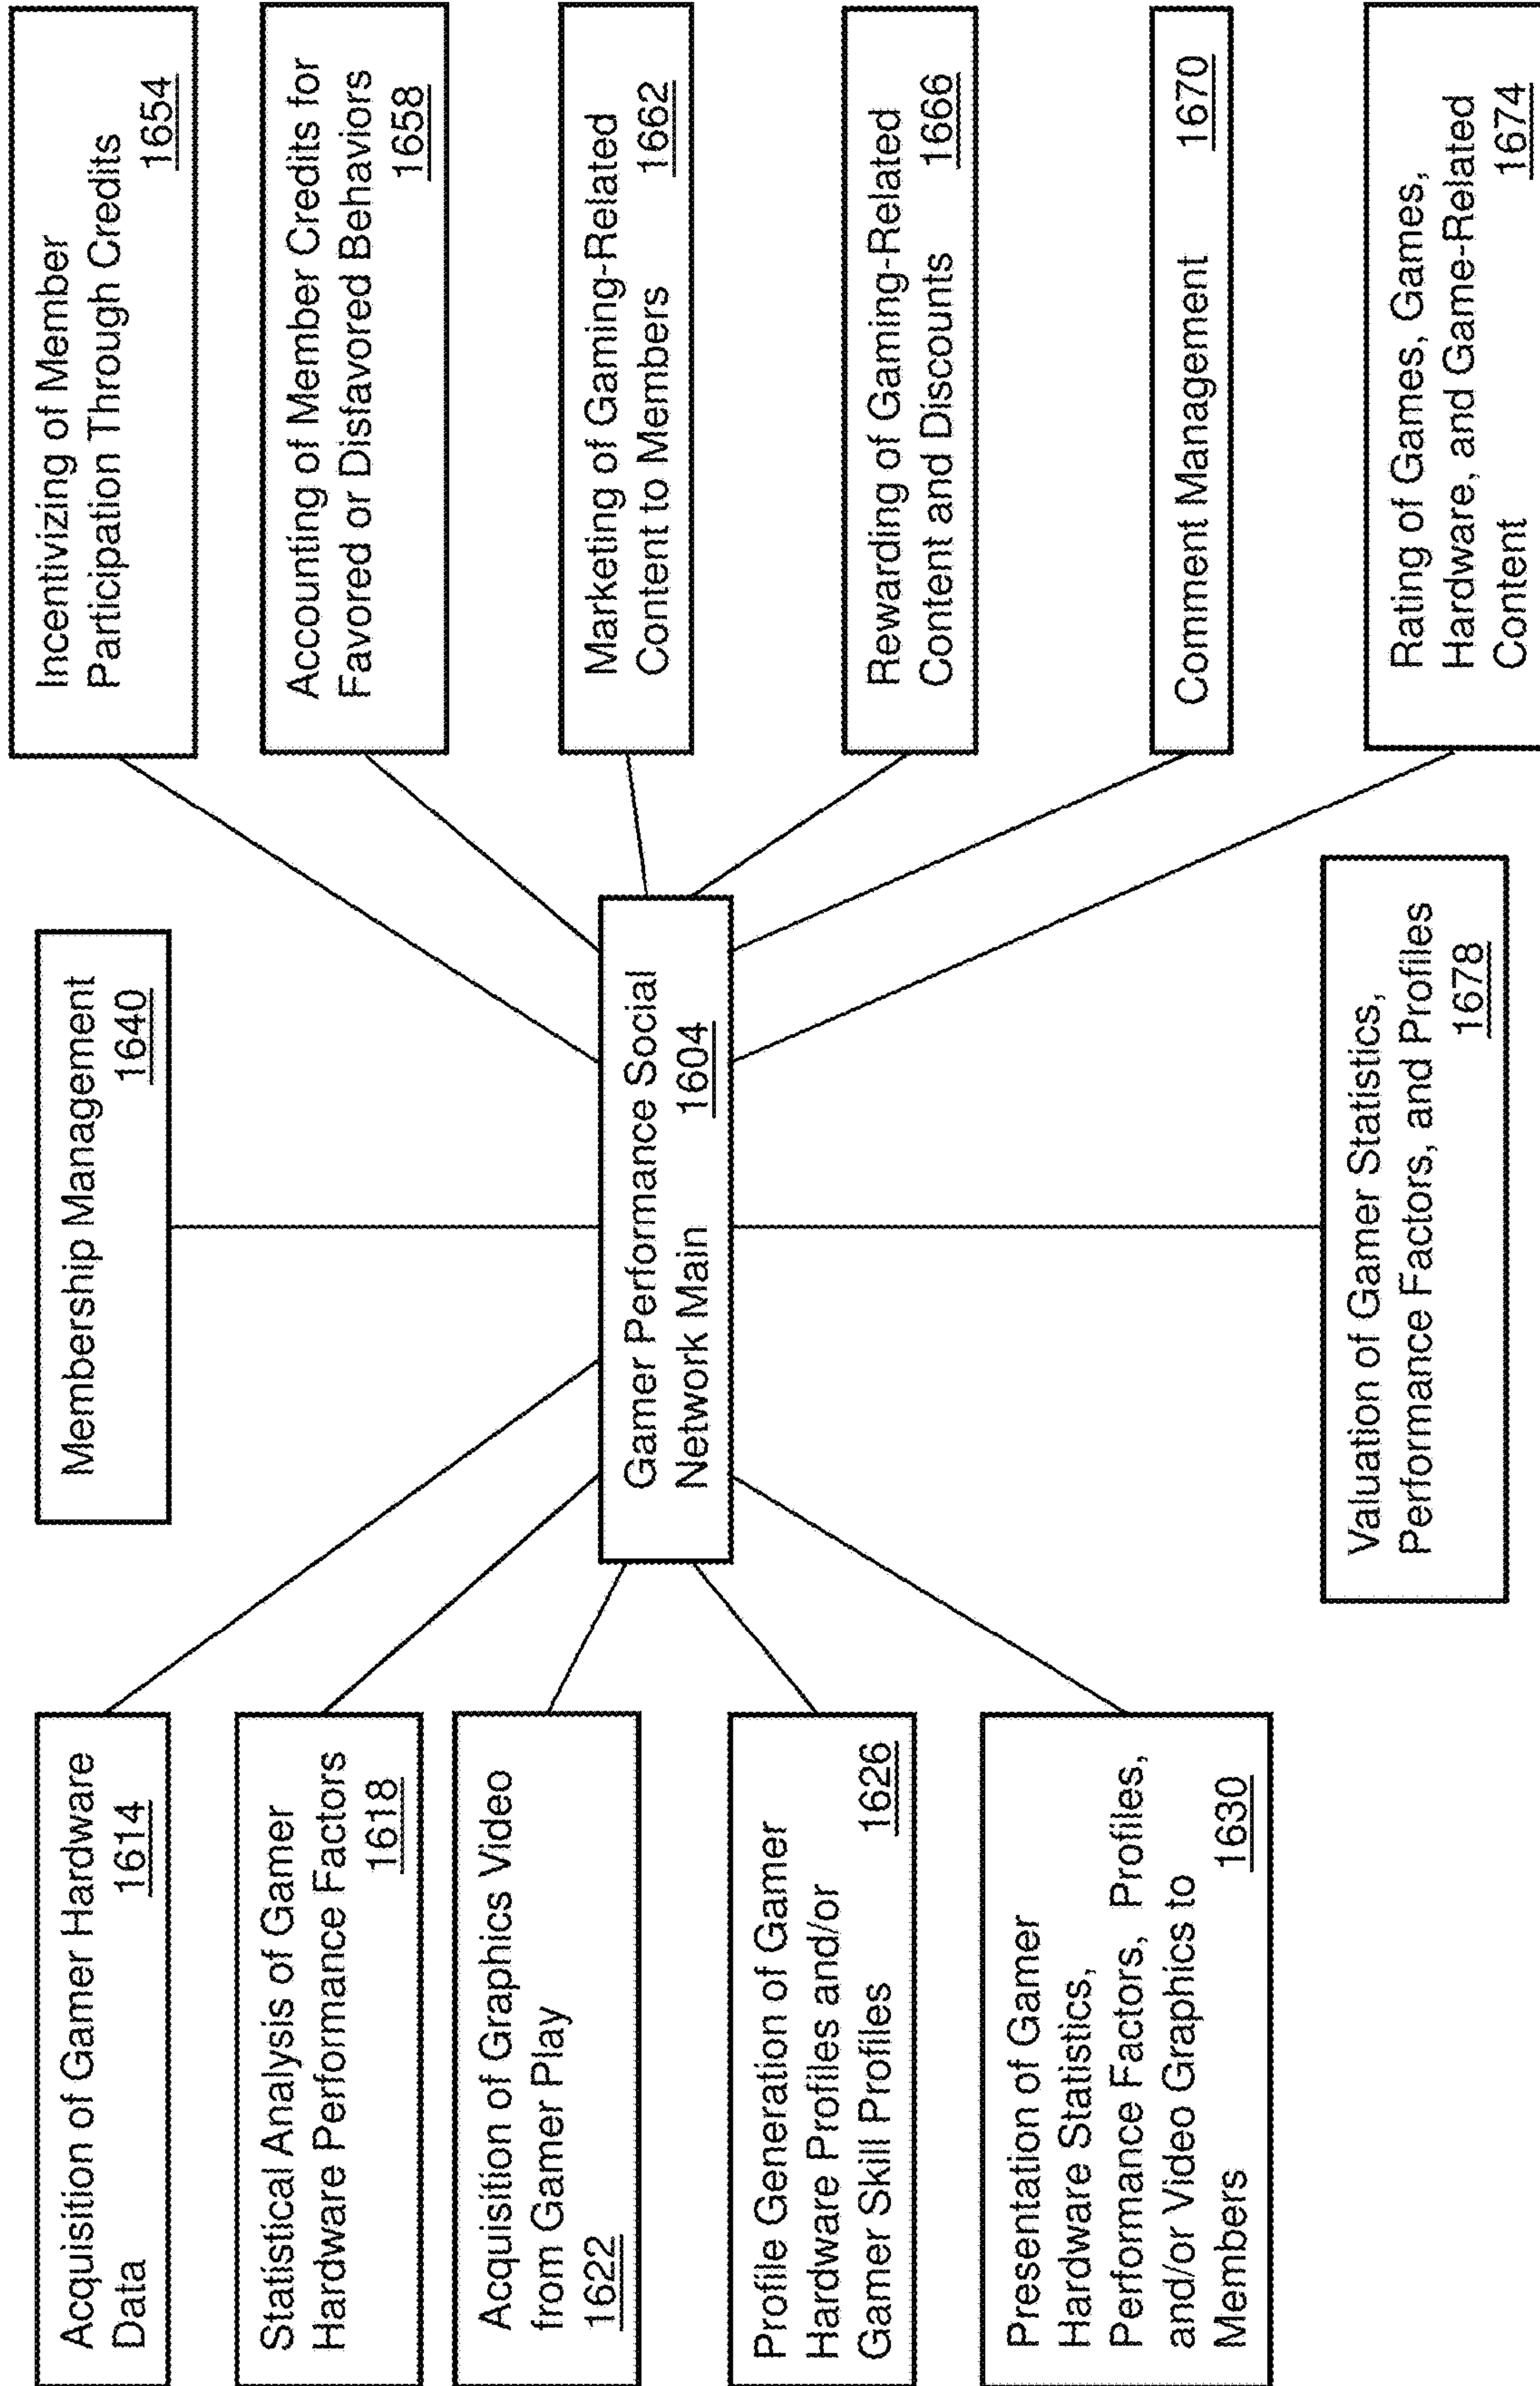 Acquisition of Gamer Hardware
Data 1614
Statistical Analysis of Gamer
Hardware Performance Factors
1618
Acquisition of Graphics Video
from Gamer Play
1622
Profile Generation of Gamer
Hardware Profiles and/or
Gamer Skill Profiles 1626
Presentation of Gamer
Hardware Statistics,
Performance Factors, Profiles,
and/or Video Graphics to
Members 1630
Membership Management
1640
Gamer Performance Social
Network Main 1604
Valuation of Gamer Statistics,
Performance Factors, and Profiles
1678
Incentivizing of Member
Participation Through Credits
1654
Accounting of Member Credits for
Favored or Disfavored Behaviors
1658
Marketing of Gaming-Related
Content to Members 1662
Rewarding of Gaming-Related
Content and Discounts 1666
Comment Management 1670
Rating of Games, Games,
Hardware, and Game-Related
Content 1674